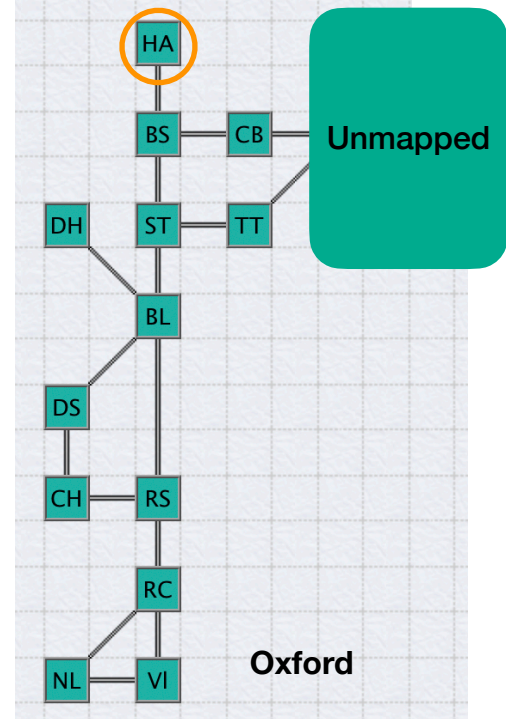 HA
BS CB Unmapped
DH ST TT
BL
DS
CH RS
RC
NL VI Oxford